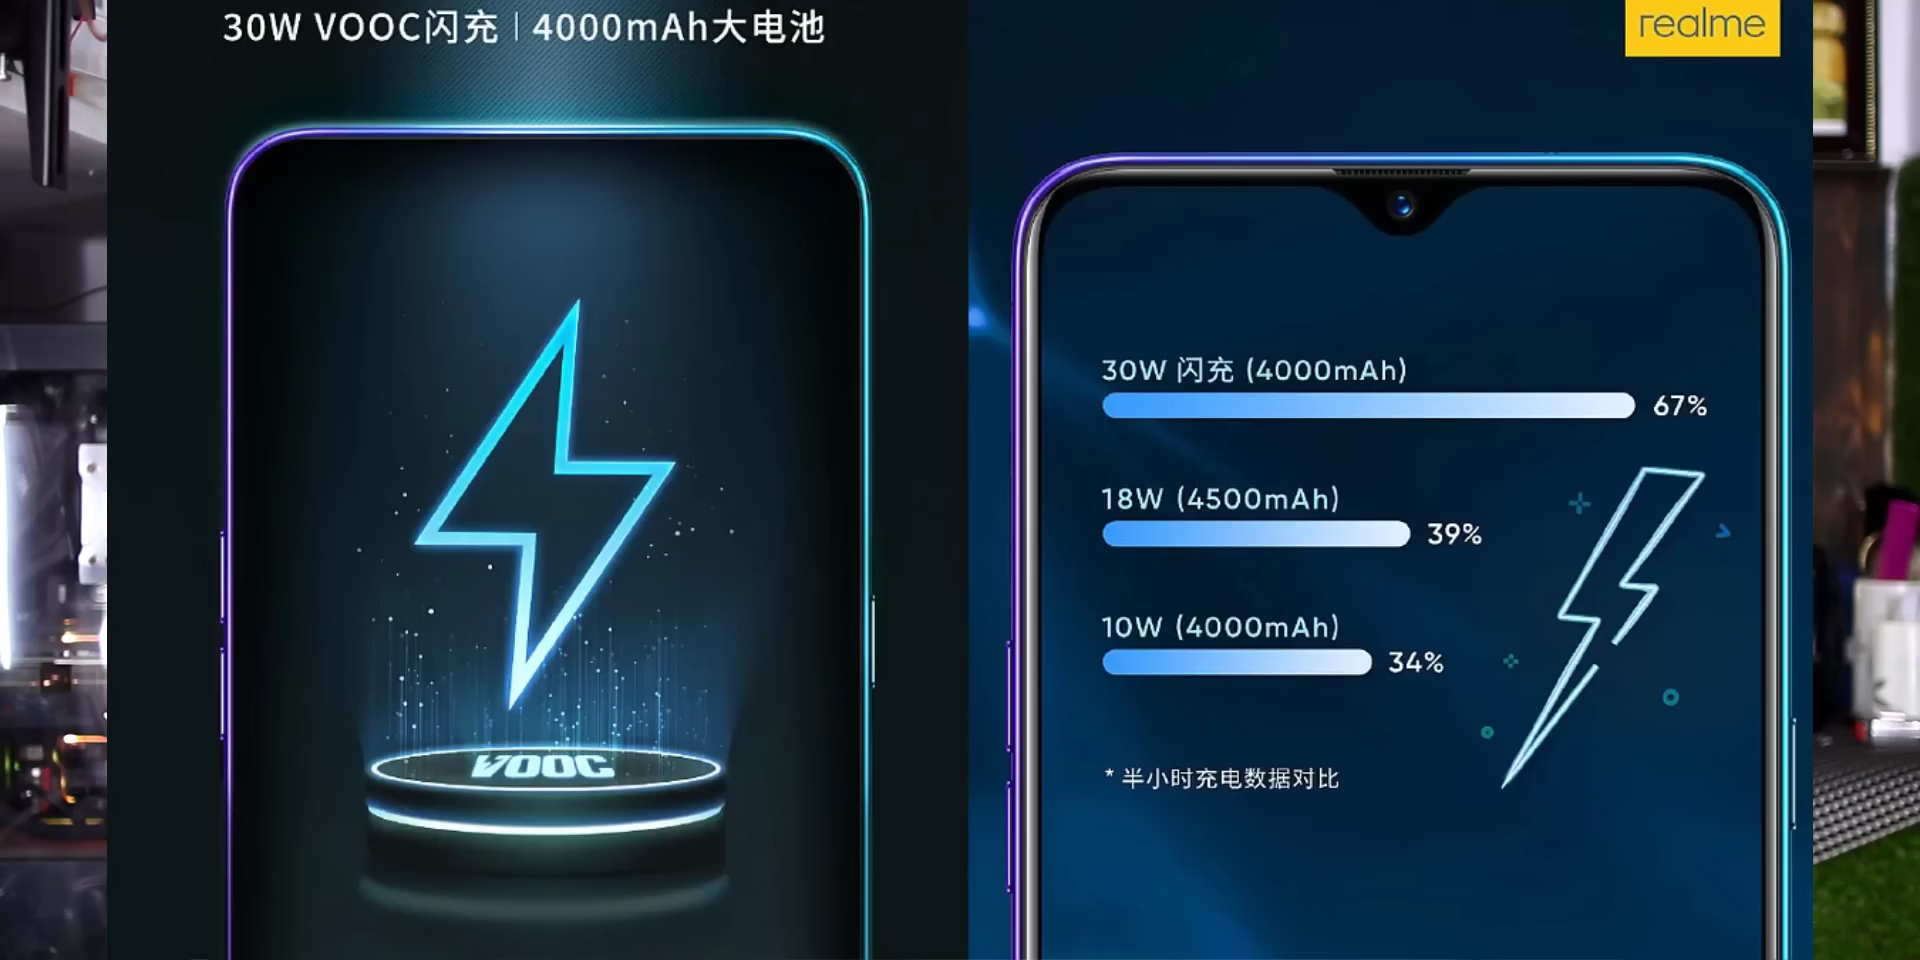 30W VOOC闪充 | 4000mAh大电池
VOOC
realme
30W 闪充 (4000mAh)
67%
18W (4500mAh)
39%
10W (4000mAh)
34%
* 半小时充电数据对比